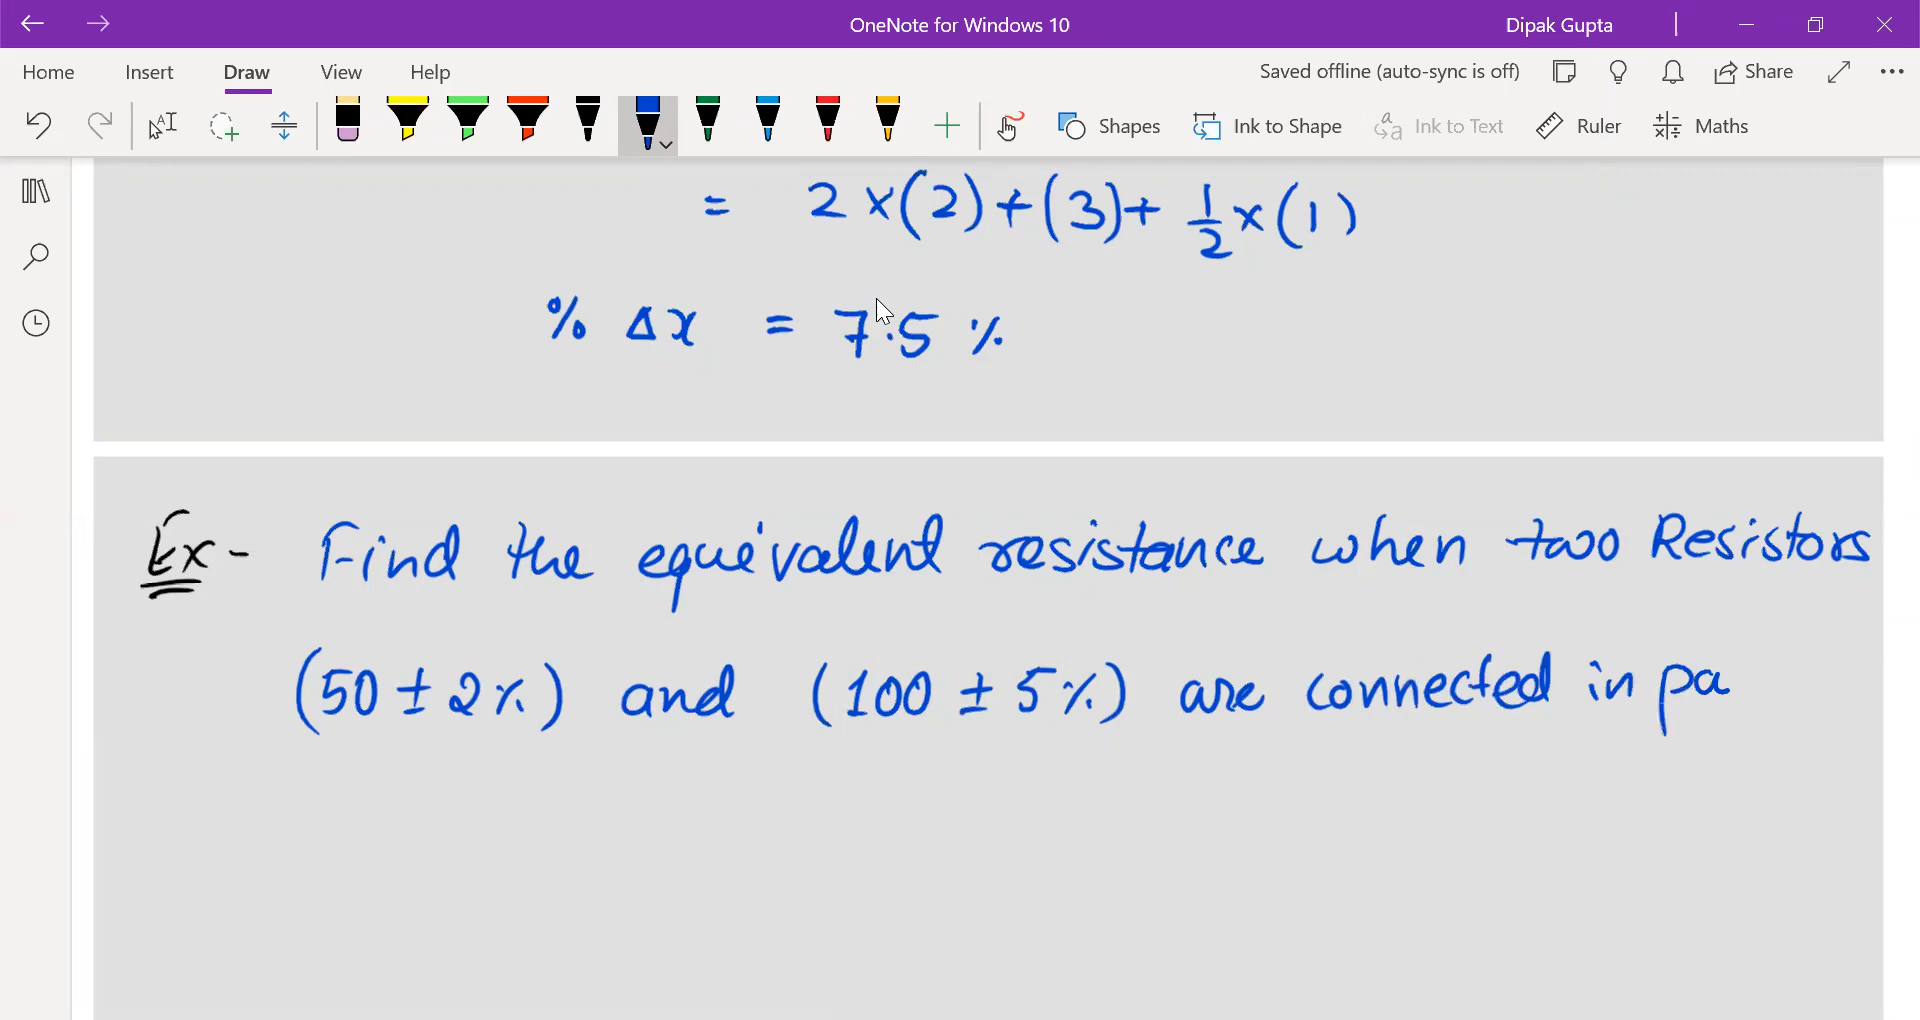 OneNote for Windows 10
Dipak Gupta
Home Insert Draw View Help
Saved offline (auto-sync is off)
Share
Shapes Ink to Shape Ink to Text Ruler Maths
= 2 × (2) + (3) + 1/2 × (1)
% Δx = 7.5 %
Ex - Find the equivalent resistance when two Resistors
(50 ± 2%) and (100 ± 5%) are connected in pa